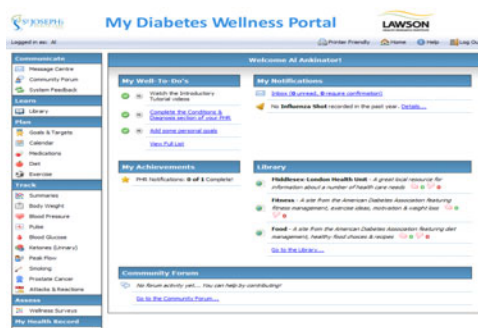 ST JOSEPH'S
My Diabetes Wellness Portal
LAWSON
Logged in as: Al
Printer Friendly
Home
Help
Log Ou
Communicate
Message Centre
Community Forum
System Feedback
Learn
Library
Plan
Goals & Targets
Calendar
Medications
Diet
Exercise
Track
Summaries
Body Weight
Blood Pressure
Pulse
Blood Glucose
Ketones (Urinary)
Peak Flow
Smoking
Prostate Cancer
Attacks & Reactions
Assess
Wellness Surveys
My Health Record
Welcome Al Ankinator!
My Well-To-Do's
Watch the Introductory
Tutorial videos
Complete the Conditions &
Diagnosis section of your PHR
Add some personal goals
View Full List
My Notifications
Inbox (0 unread, 0 require confirmation)
No Influenza Shot recorded in the past year. Details...
My Achievements
PHR Notifications: 0 of 1 Complete!
Library
Middlesex-London Health Unit - A great local resource for
information about a number of health care needs 0
0
Fitness - A site from the American Diabetes Association featuring
fitness management, exercise ideas, motivation & weight loss 0
0
Food - A site from the American Diabetes Association featuring diet
management, healthy food choices & recipes 0 0
Go to the Library...
Community Forum
No forum activity yet... You can help by contributing!
Go to the Community Forum...